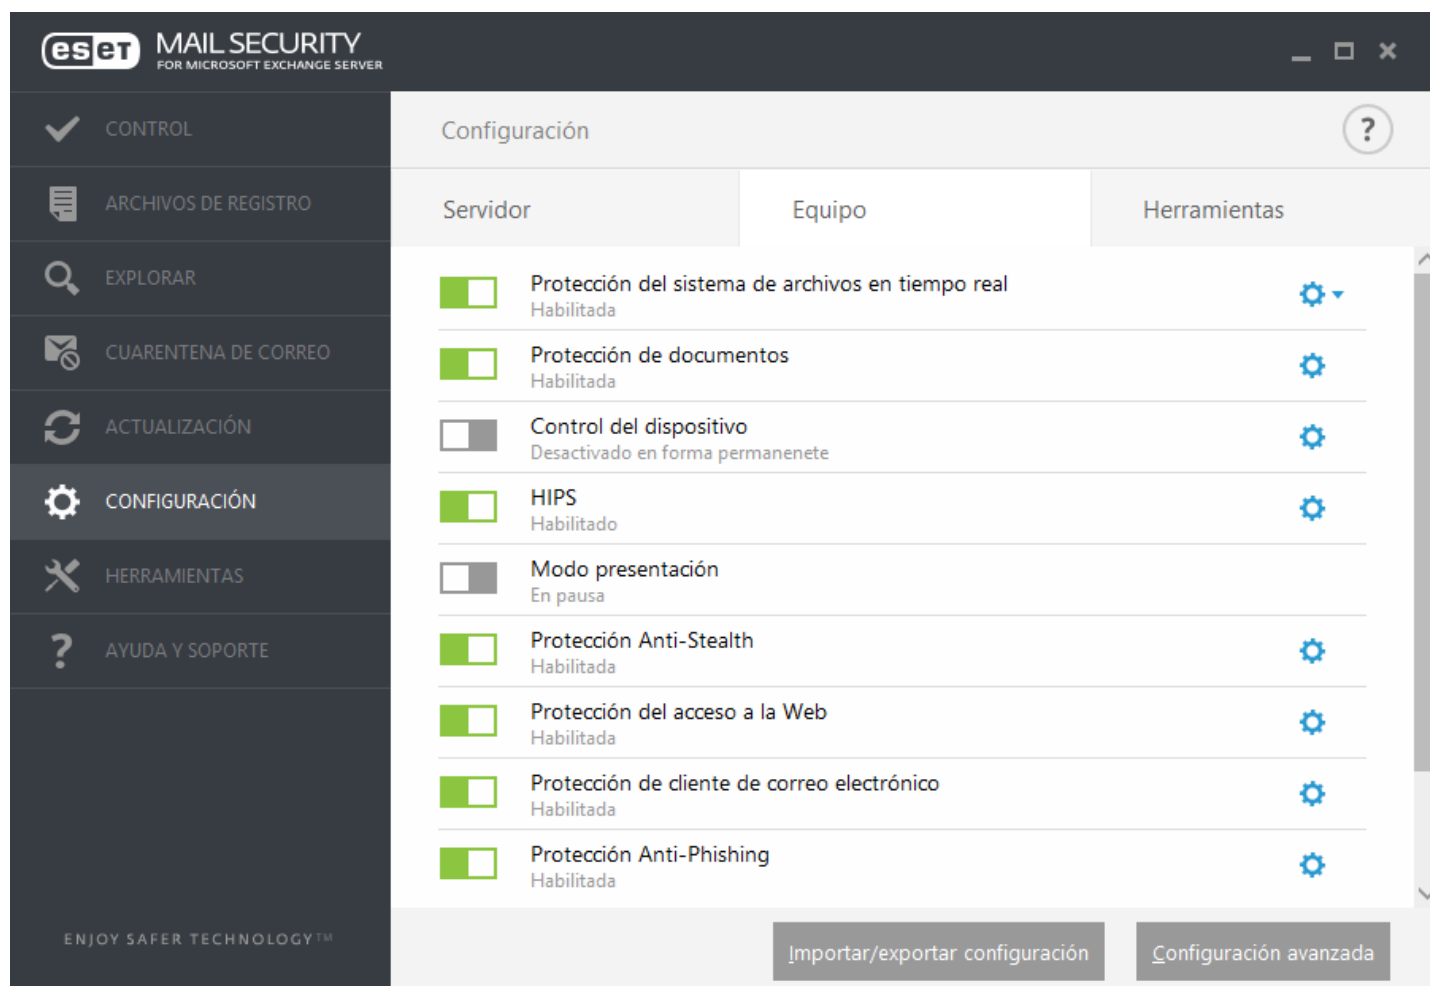 eset MAIL SECURITY
FOR MICROSOFT EXCHANGE SERVER
CONTROL
ARCHIVOS DE REGISTRO
EXPLORAR
CUARENTENA DE CORREO
ACTUALIZACIÓN
CONFIGURACIÓN
HERRAMIENTAS
AYUDA Y SOPORTE
ENJOY SAFER TECHNOLOGY™
Configuración
?
Servidor
Equipo
Herramientas
Protección del sistema de archivos en tiempo real
Habilitada
Protección de documentos
Habilitada
Control del dispositivo
Desactivado en forma permanenete
HIPS
Habilitado
Modo presentación
En pausa
Protección Anti-Stealth
Habilitada
Protección del acceso a la Web
Habilitada
Protección de cliente de correo electrónico
Habilitada
Protección Anti-Phishing
Habilitada
Importar/exportar configuración
Configuración avanzada